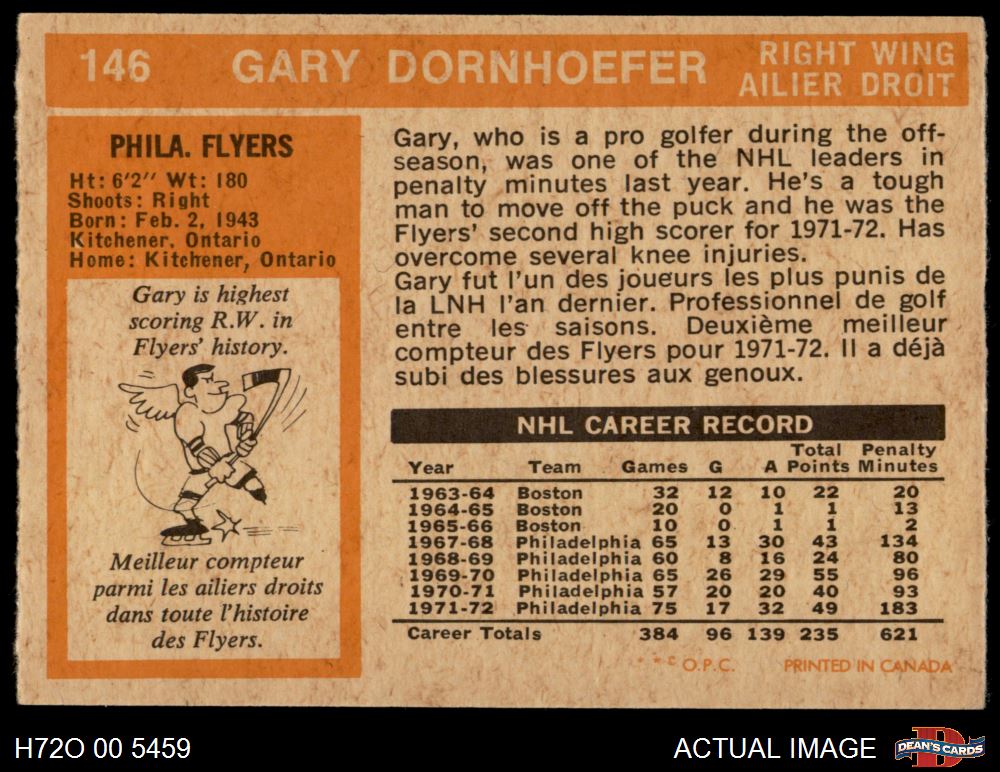 146 GARY DORNHOEFER RIGHT WING
AILIER DROIT
PHILA. FLYERS
Ht: 6'2″ Wt: 180
Shoots: Right
Born: Feb. 2, 1943
Kitchener, Ontario
Home: Kitchener, Ontario
Gary is highest
scoring R.W. in
Flyers' history.
Meilleur compteur
parmi les ailiers droits
dans toute l'histoire
des Flyers.
Gary, who is a pro golfer during the off-
season, was one of the NHL leaders in
penalty minutes last year. He's a tough
man to move off the puck and he was the
Flyers' second high scorer for 1971-72. Has
overcome several knee injuries.
Gary fut l'un des joueurs les plus punis de
la LNH l'an dernier. Professionnel de golf
entre les saisons. Deuxième meilleur
compteur des Flyers pour 1971-72. Il a déjà
subi des blessures aux genoux.
NHL CAREER RECORD
Total Penalty
Year Team Games G A Points Minutes
1963-64 Boston 32 12 10 22 20
1964-65 Boston 20 0 1 1 13
1965-66 Boston 10 0 1 1 2
1967-68 Philadelphia 65 13 30 43 134
1968-69 Philadelphia 60 8 16 24 80
1969-70 Philadelphia 65 26 29 55 96
1970-71 Philadelphia 57 20 20 40 93
1971-72 Philadelphia 75 17 32 49 183
Career Totals 384 96 139 235 621
* * © O.P.C. PRINTED IN CANADA
H72O 00 5459 ACTUAL IMAGE DEAN'S CARDS